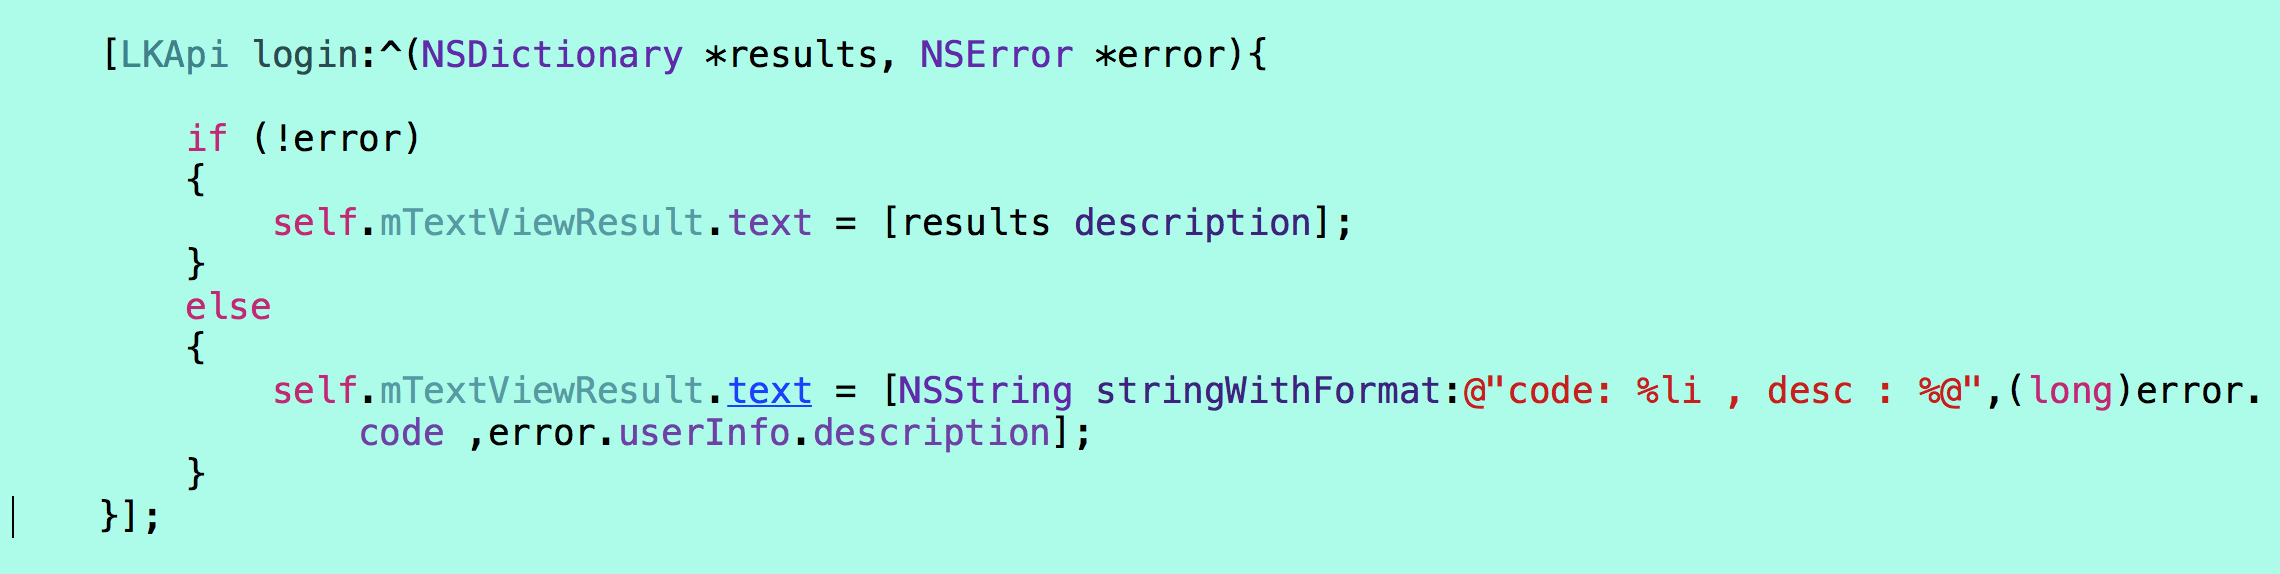 [LKApi login:^(NSDictionary *results, NSError *error){
if (!error)
{
self.mTextViewResult.text = [results description];
}
else
{
self.mTextViewResult.text = [NSString stringWithFormat:@"code: %li , desc : %@",(long)error.
code ,error.userInfo.description];
}
}];